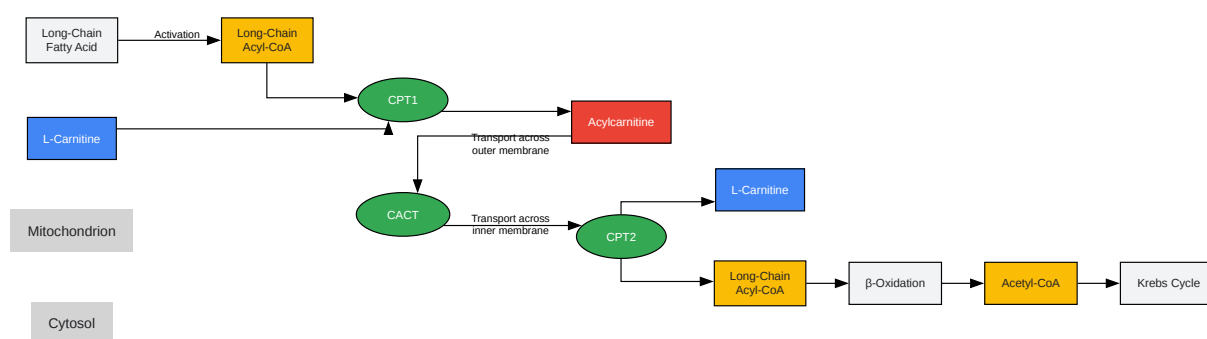 Long-Chain
Fatty Acid
Activation
Long-Chain
Acyl-CoA
CPT1
Acylcarnitine
L-Carnitine
Transport across
outer membrane
L-Carnitine
CACT
Transport across
inner membrane
CPT2
Mitochondrion
Long-Chain
Acyl-CoA
β-Oxidation
Acetyl-CoA
Krebs Cycle
Cytosol